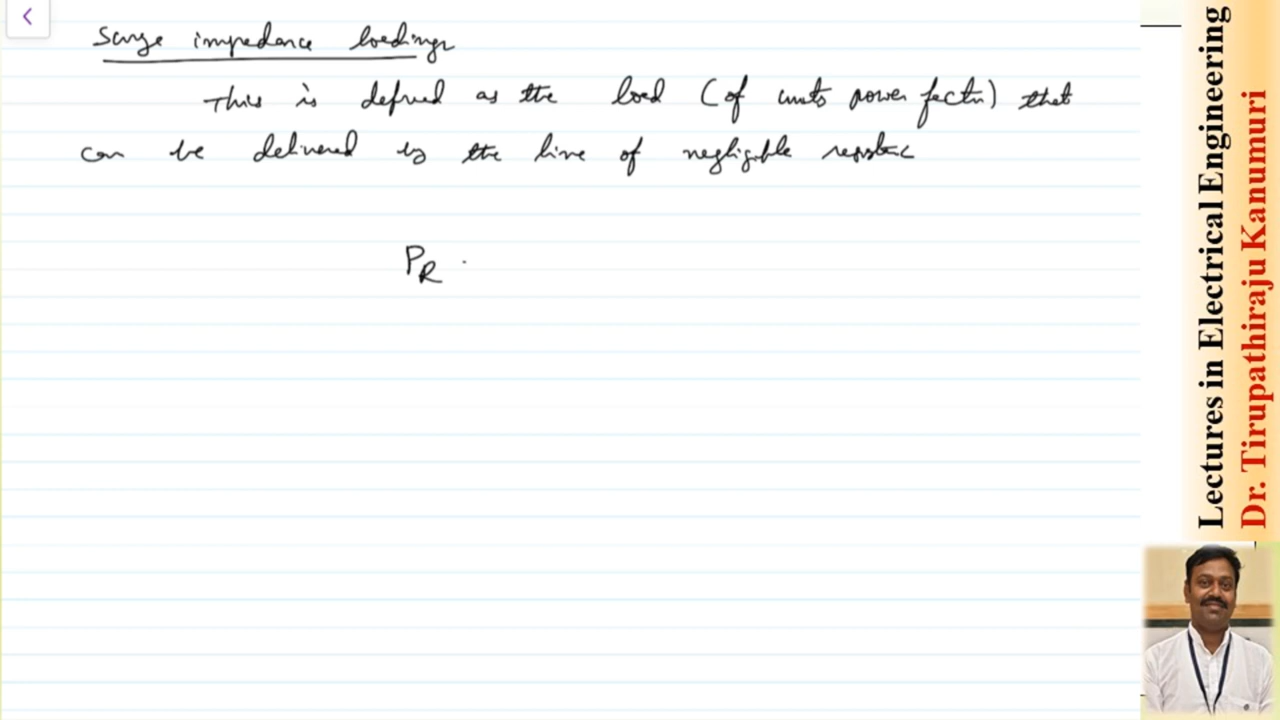 Surge impedance loading
This is defined as the load (of unity power factor) that
can be delivered by the line of negligible resistance
P_R
Lectures in Electrical Engineering
Dr. Tirupathiraju Kanumuri